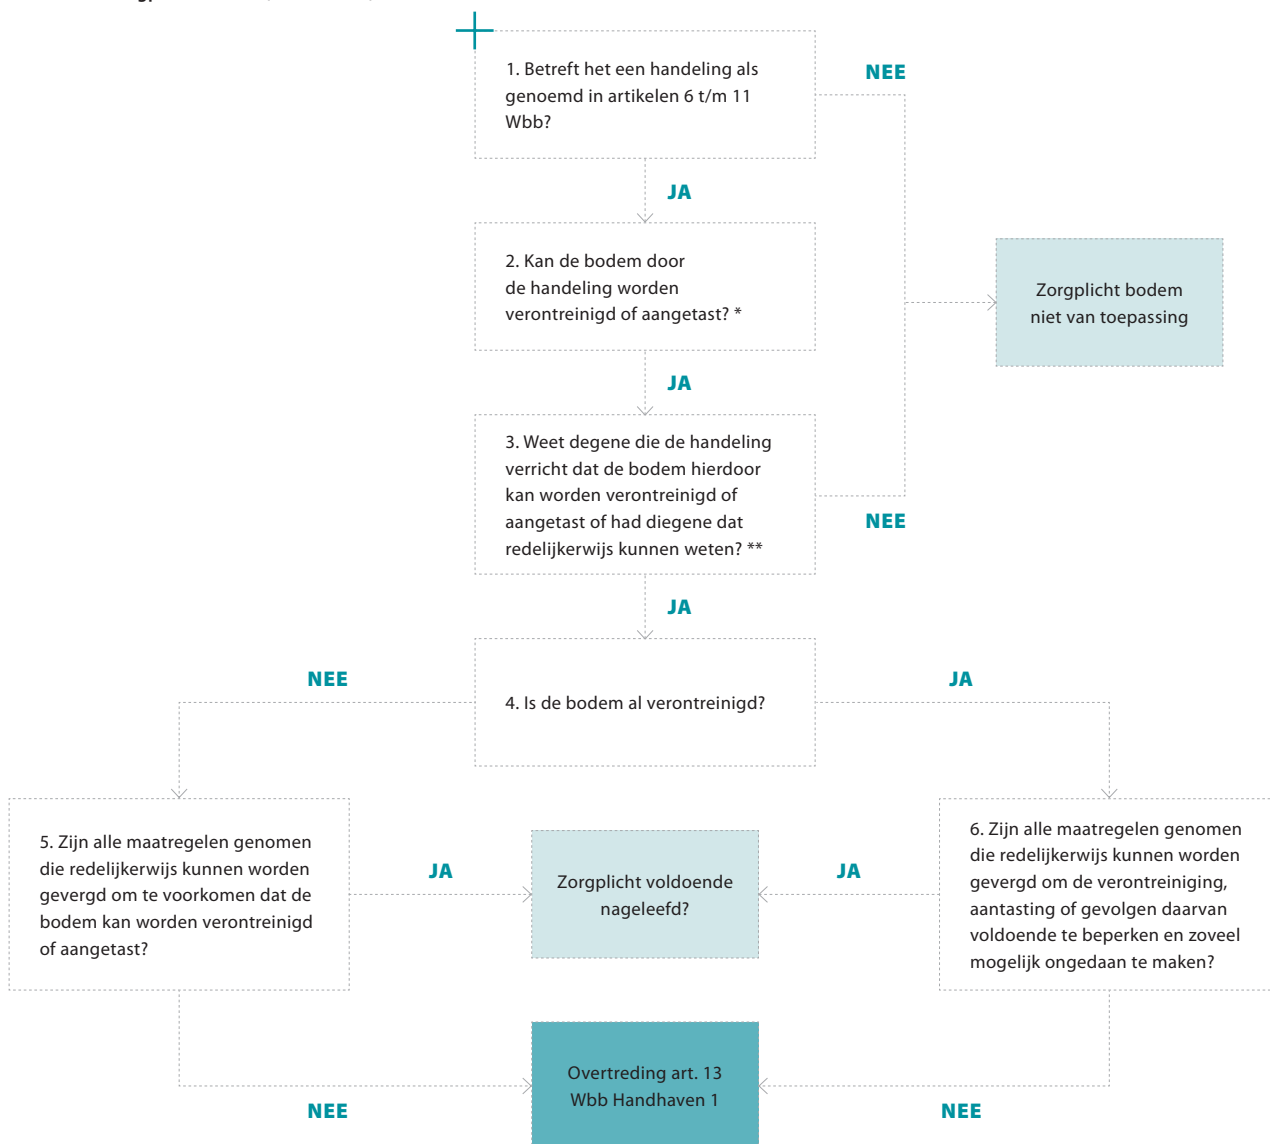 1. Betreft het een handeling als
genoemd in artikelen 6 t/m 11
Wbb?
NEE
JA
2. Kan de bodem door
de handeling worden
verontreinigd of aangetast? *
Zorgplicht bodem
niet van toepassing
JA
3. Weet degene die de handeling
verricht dat de bodem hierdoor
kan worden verontreinigd of
aangetast of had diegene dat
redelijkerwijs kunnen weten? **
NEE
JA
4. Is de bodem al verontreinigd?
NEE
JA
5. Zijn alle maatregelen genomen
die redelijkerwijs kunnen worden
gevergd om te voorkomen dat de
bodem kan worden verontreinigd
of aangetast?
JA
Zorgplicht voldoende
nageleefd?
JA
6. Zijn alle maatregelen genomen
die redelijkerwijs kunnen worden
gevergd om de verontreiniging,
aantasting of gevolgen daarvan
voldoende te beperken en zoveel
mogelijk ongedaan te maken?
NEE
Overtreding art. 13
Wbb Handhaven 1
NEE